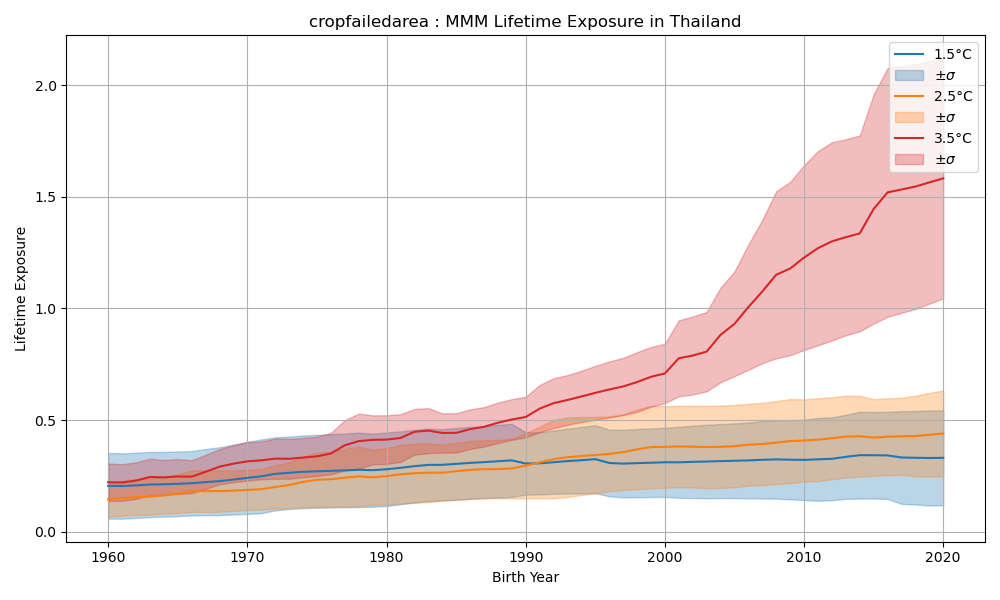 cropfailedarea : MMM Lifetime Exposure in Thailand
Lifetime Exposure
2.0
1.5
1.0
0.5
0.0
1.5°C
±σ
2.5°C
±σ
3.5°C
±σ
1960
1970
1980
1990
2000
2010
2020
Birth Year